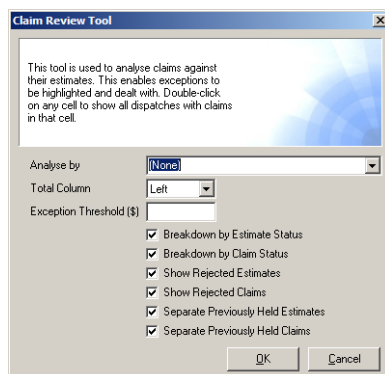 Claim Review Tool
This tool is used to analyse claims against
their estimates. This enables exceptions to
be highlighted and dealt with. Double-click
on any cell to show all dispatches with claims
in that cell.
Analyse by
(None)
Total Column
Left
Exception Threshold ($)
Breakdown by Estimate Status
Breakdown by Claim Status
Show Rejected Estimates
Show Rejected Claims
Separate Previously Held Estimates
Separate Previously Held Claims
OK
Cancel